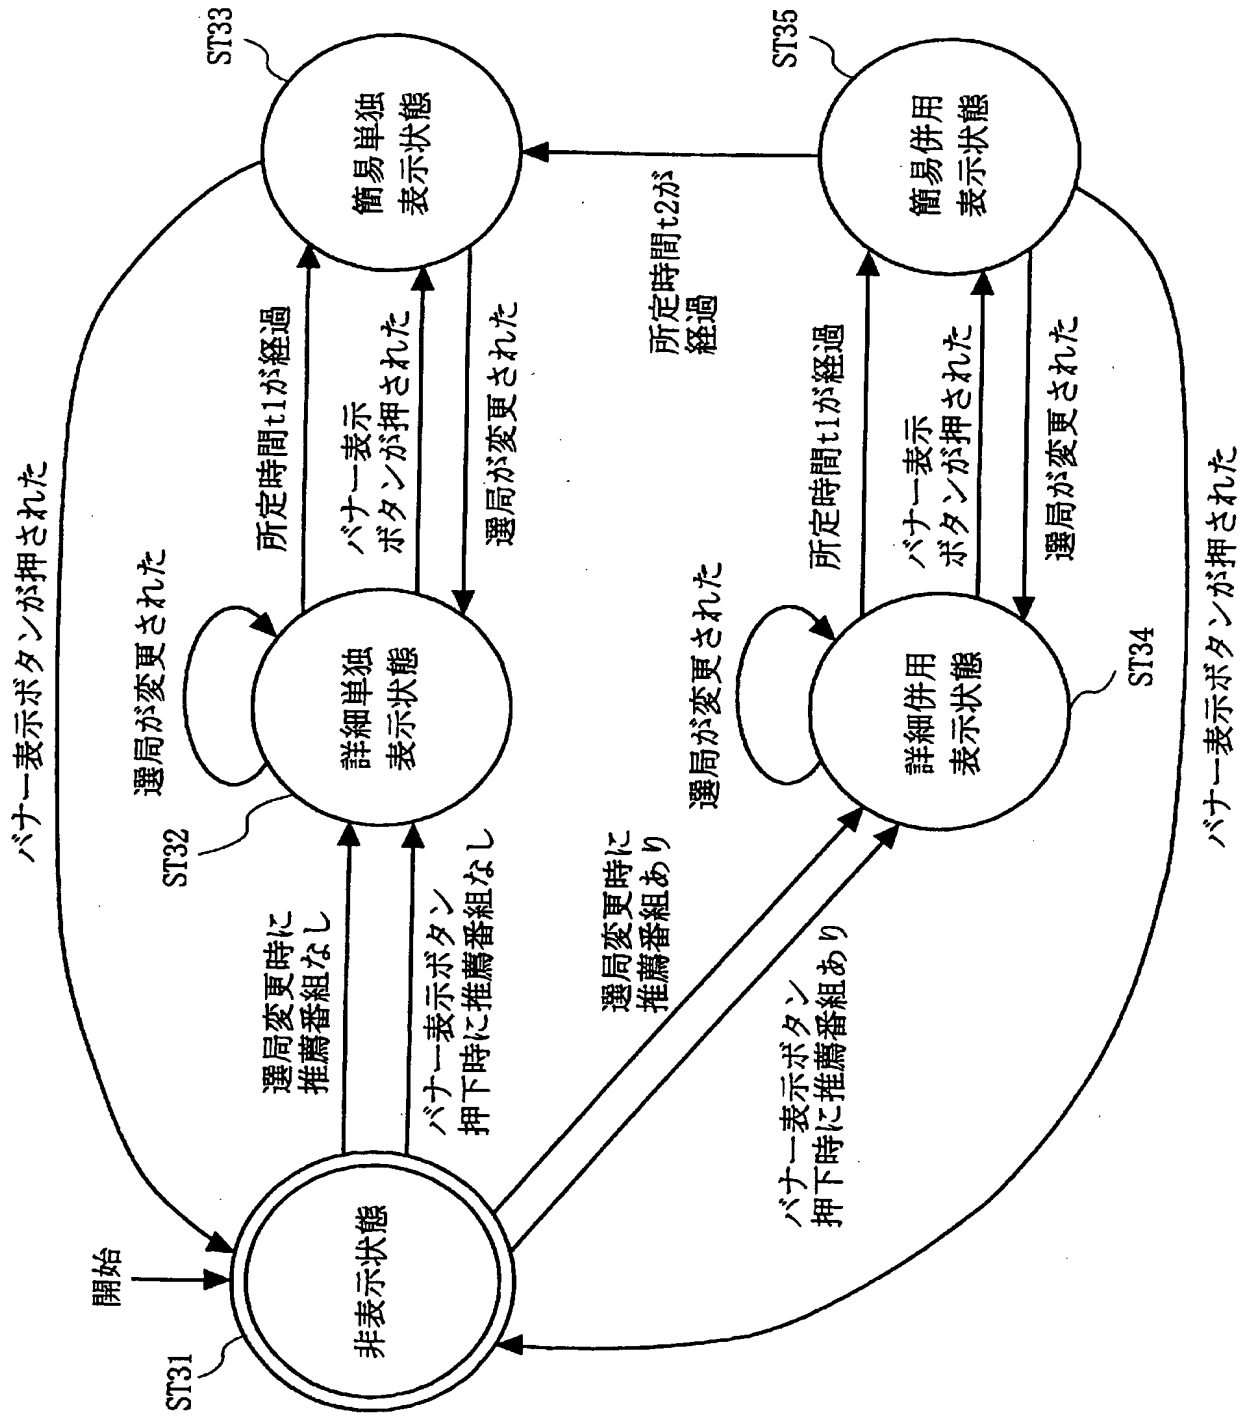 バナー表示ボタンが押された
開始
ST31
非表示状態
選局変更時に
推薦番組なし
バナー表示ボタン
押下時に推薦番組なし
選局が変更された
ST32
詳細単独
表示状態
所定時間t1が経過
バナー表示
ボタンが押された
選局が変更された
ST33
簡易単独
表示状態
選局変更時に
推薦番組あり
バナー表示ボタン
押下時に推薦番組あり
選局が変更された
詳細併用
表示状態
ST34
所定時間t1が経過
バナー表示
ボタンが押された
選局が変更された
所定時間t2が
経過
ST35
簡易併用
表示状態
バナー表示ボタンが押された